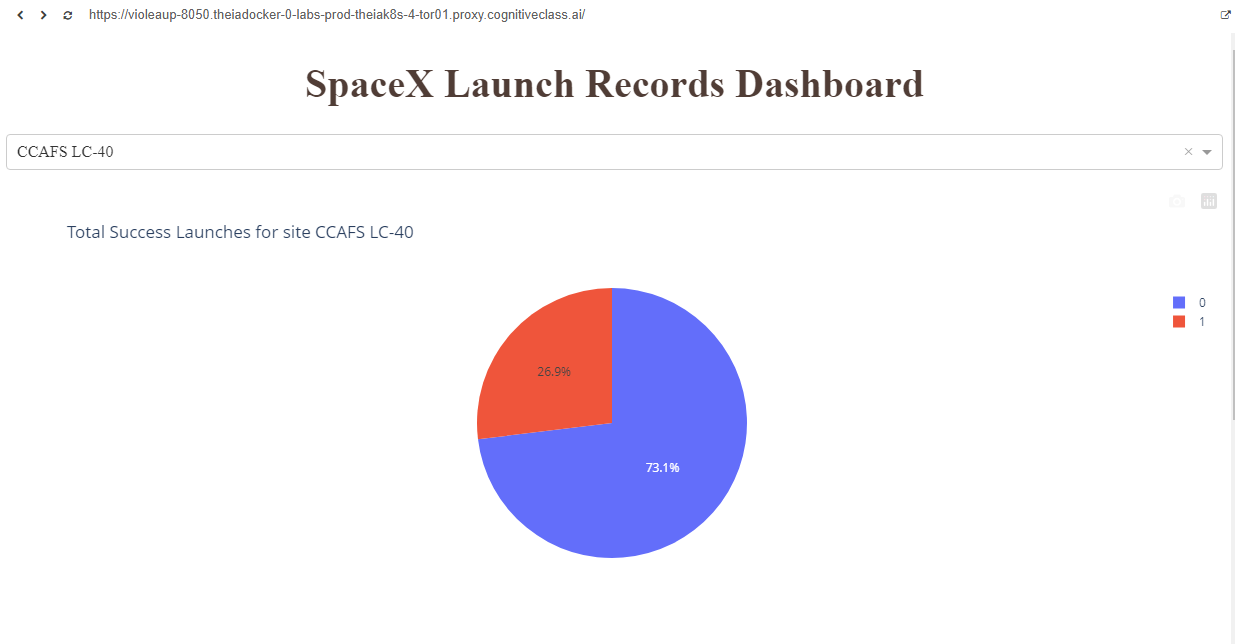 https://violeaup-8050.theiadocker-0-labs-prod-theiak8s-4-tor01.proxy.cognitiveclass.ai/
SpaceX Launch Records Dashboard
CCAFS LC-40
Total Success Launches for site CCAFS LC-40
0
1
26.9%
73.1%